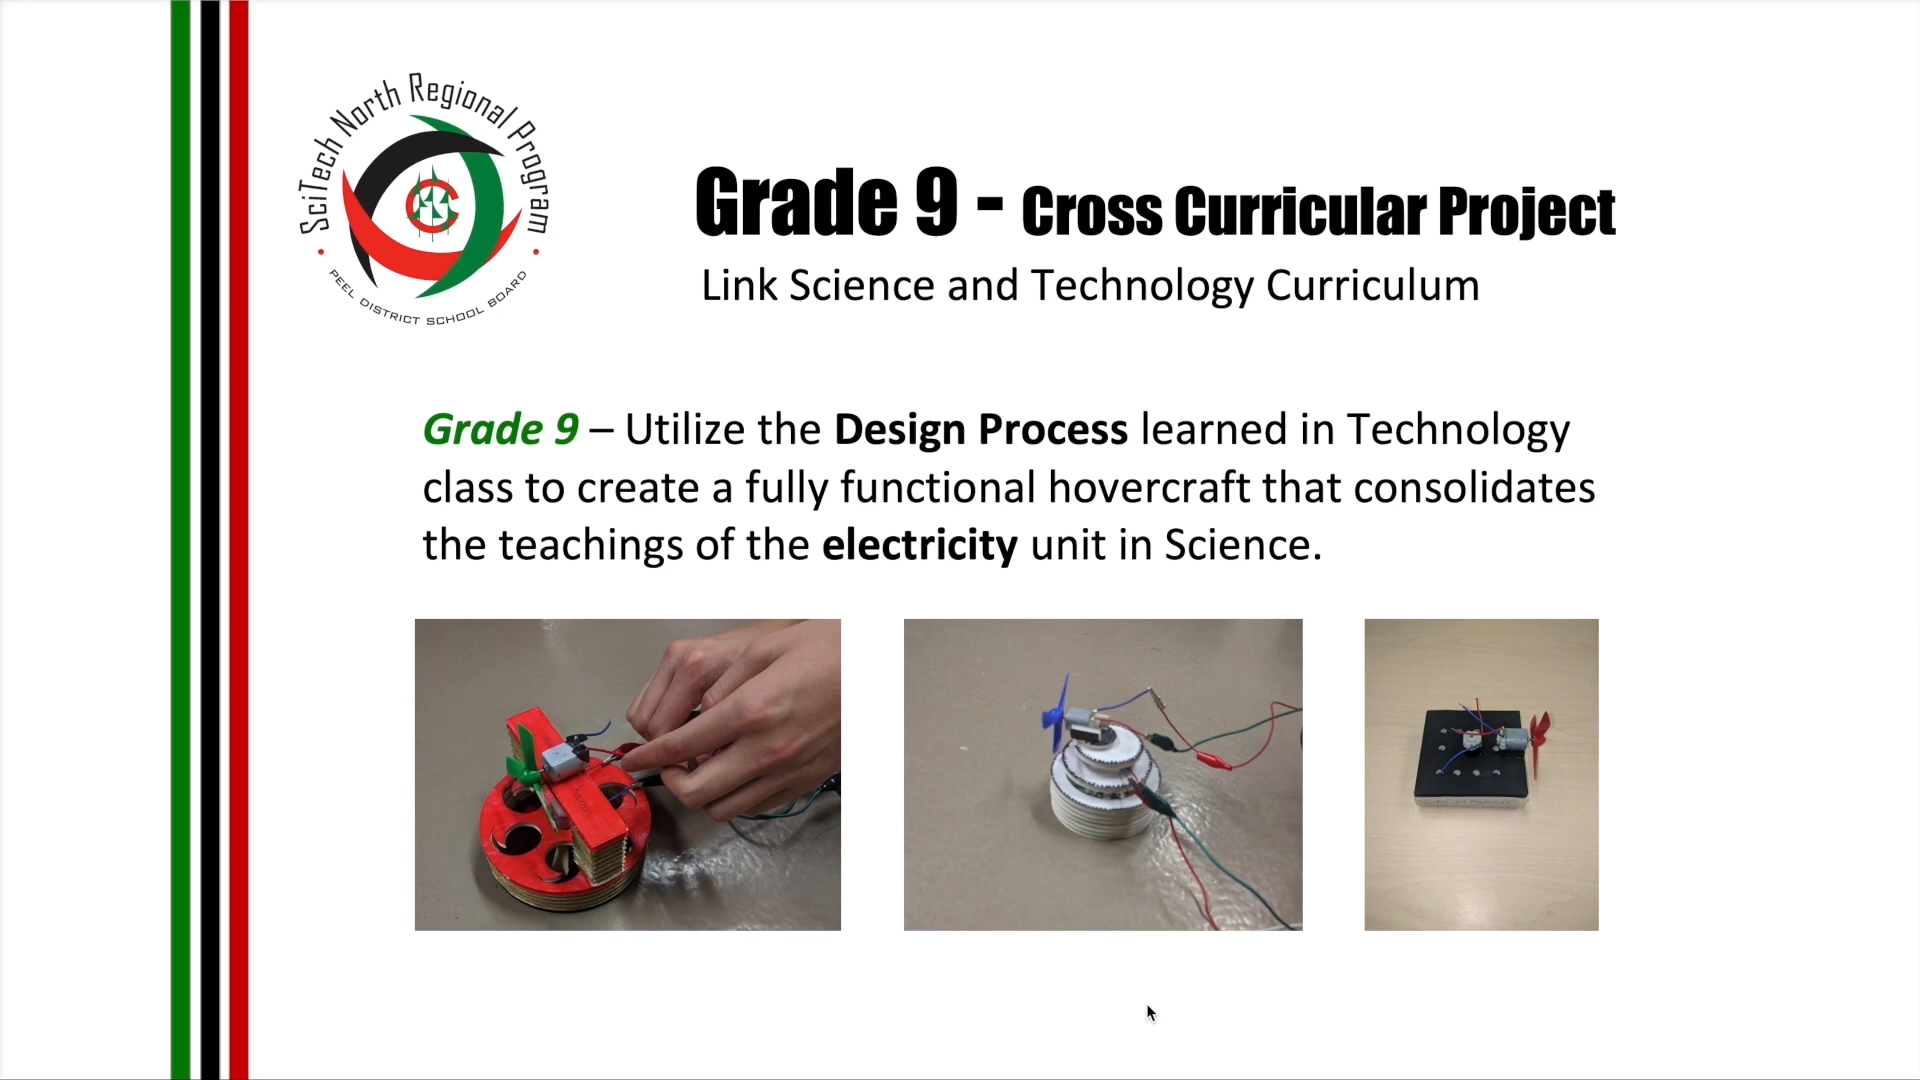 SciTech North Regional Program
PEEL DISTRICT SCHOOL BOARD
Grade 9 - Cross Curricular Project
Link Science and Technology Curriculum
Grade 9 – Utilize the Design Process learned in Technology
class to create a fully functional hovercraft that consolidates
the teachings of the electricity unit in Science.